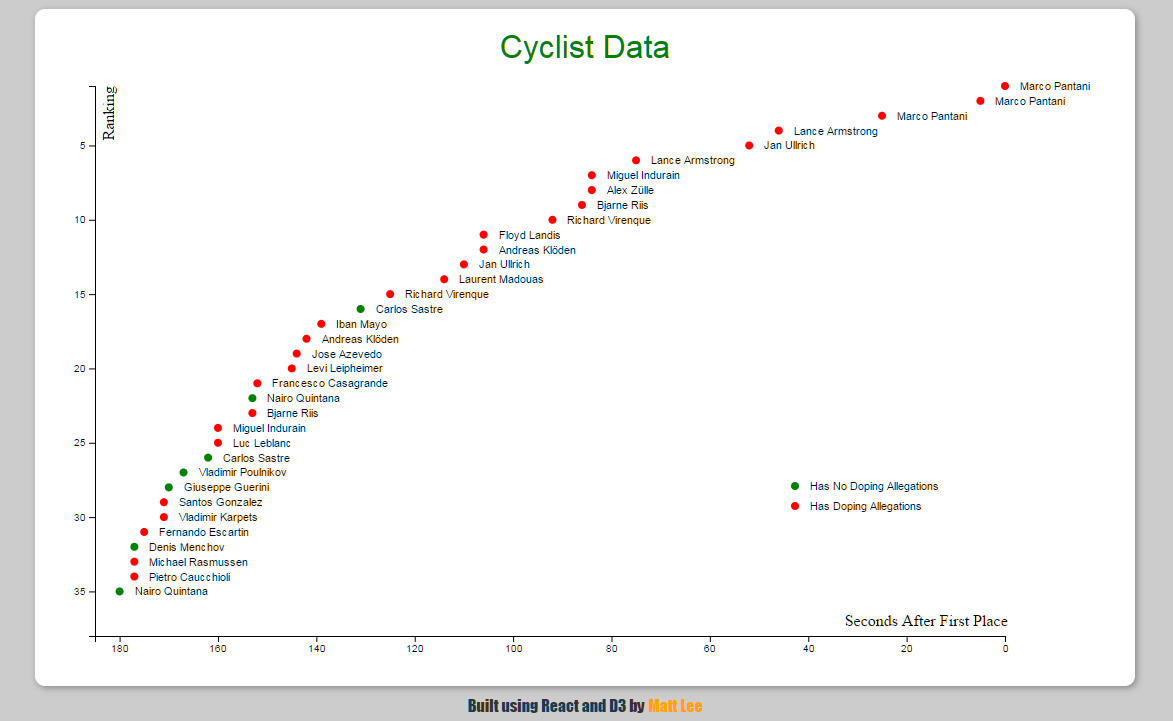 Cyclist Data
Ranking
Marco Pantani
Marco Pantani
Marco Pantani
Lance Armstrong
5
Jan Ullrich
Lance Armstrong
Miguel Indurain
Alex Zülle
Bjarne Riis
10
Richard Virenque
Floyd Landis
Andreas Klöden
Jan Ullrich
Laurent Madouas
15
Richard Virenque
Carlos Sastre
Iban Mayo
Andreas Klöden
Jose Azevedo
20
Levi Leipheimer
Francesco Casagrande
Nairo Quintana
Bjarne Riis
Miguel Indurain
25
Luc Leblanc
Carlos Sastre
Vladimir Poulnikov
Giuseppe Guerini
Santos Gonzalez
30
Vladimir Karpets
Fernando Escartin
Denis Menchov
Michael Rasmussen
Pietro Caucchioli
35
Nairo Quintana
Has No Doping Allegations
Has Doping Allegations
Seconds After First Place
180 160 140 120 100 80 60 40 20 0
Built using React and D3 by Matt Lee